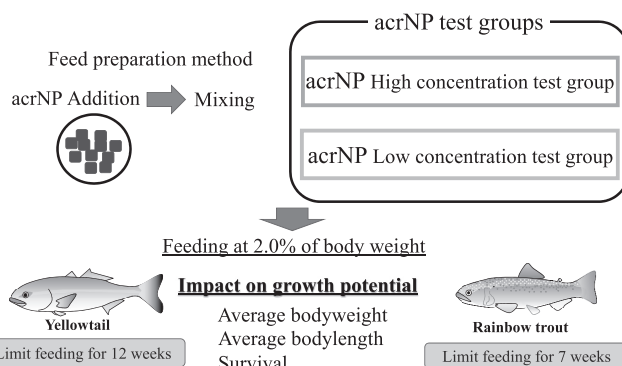 acrNP test groups
Feed preparation method
acrNP Addition
Mixing
acrNP High concentration test group
acrNP Low concentration test group
Feeding at 2.0% of body weight
Impact on growth potential
Average bodyweight
Average bodylength
Survival
Yellowtail
Limit feeding for 12 weeks
Rainbow trout
Limit feeding for 7 weeks